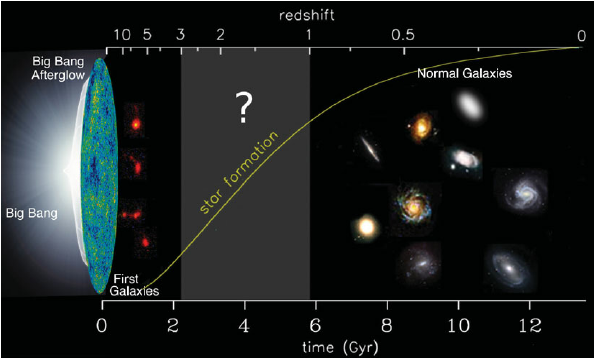 redshift
10 5 3 2 1 0.5 0
Big Bang
Afterglow
Normal Galaxies
?
star formation
Big Bang
First
Galaxies
0 2 4 6 8 10 12
time (Gyr)